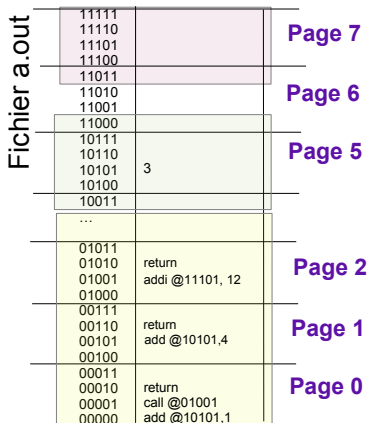 Fichier a.out
11111
11110
11101
11100
Page 7
11011
11010
11001
11000
Page 6
10111
10110
10101 3
10100
Page 5
10011
...
01011
01010 return
01001 addi @11101, 12
01000
Page 2
00111
00110 return
00101 add @10101,4
00100
Page 1
00011
00010 return
00001 call @01001
00000 add @10101,1
Page 0